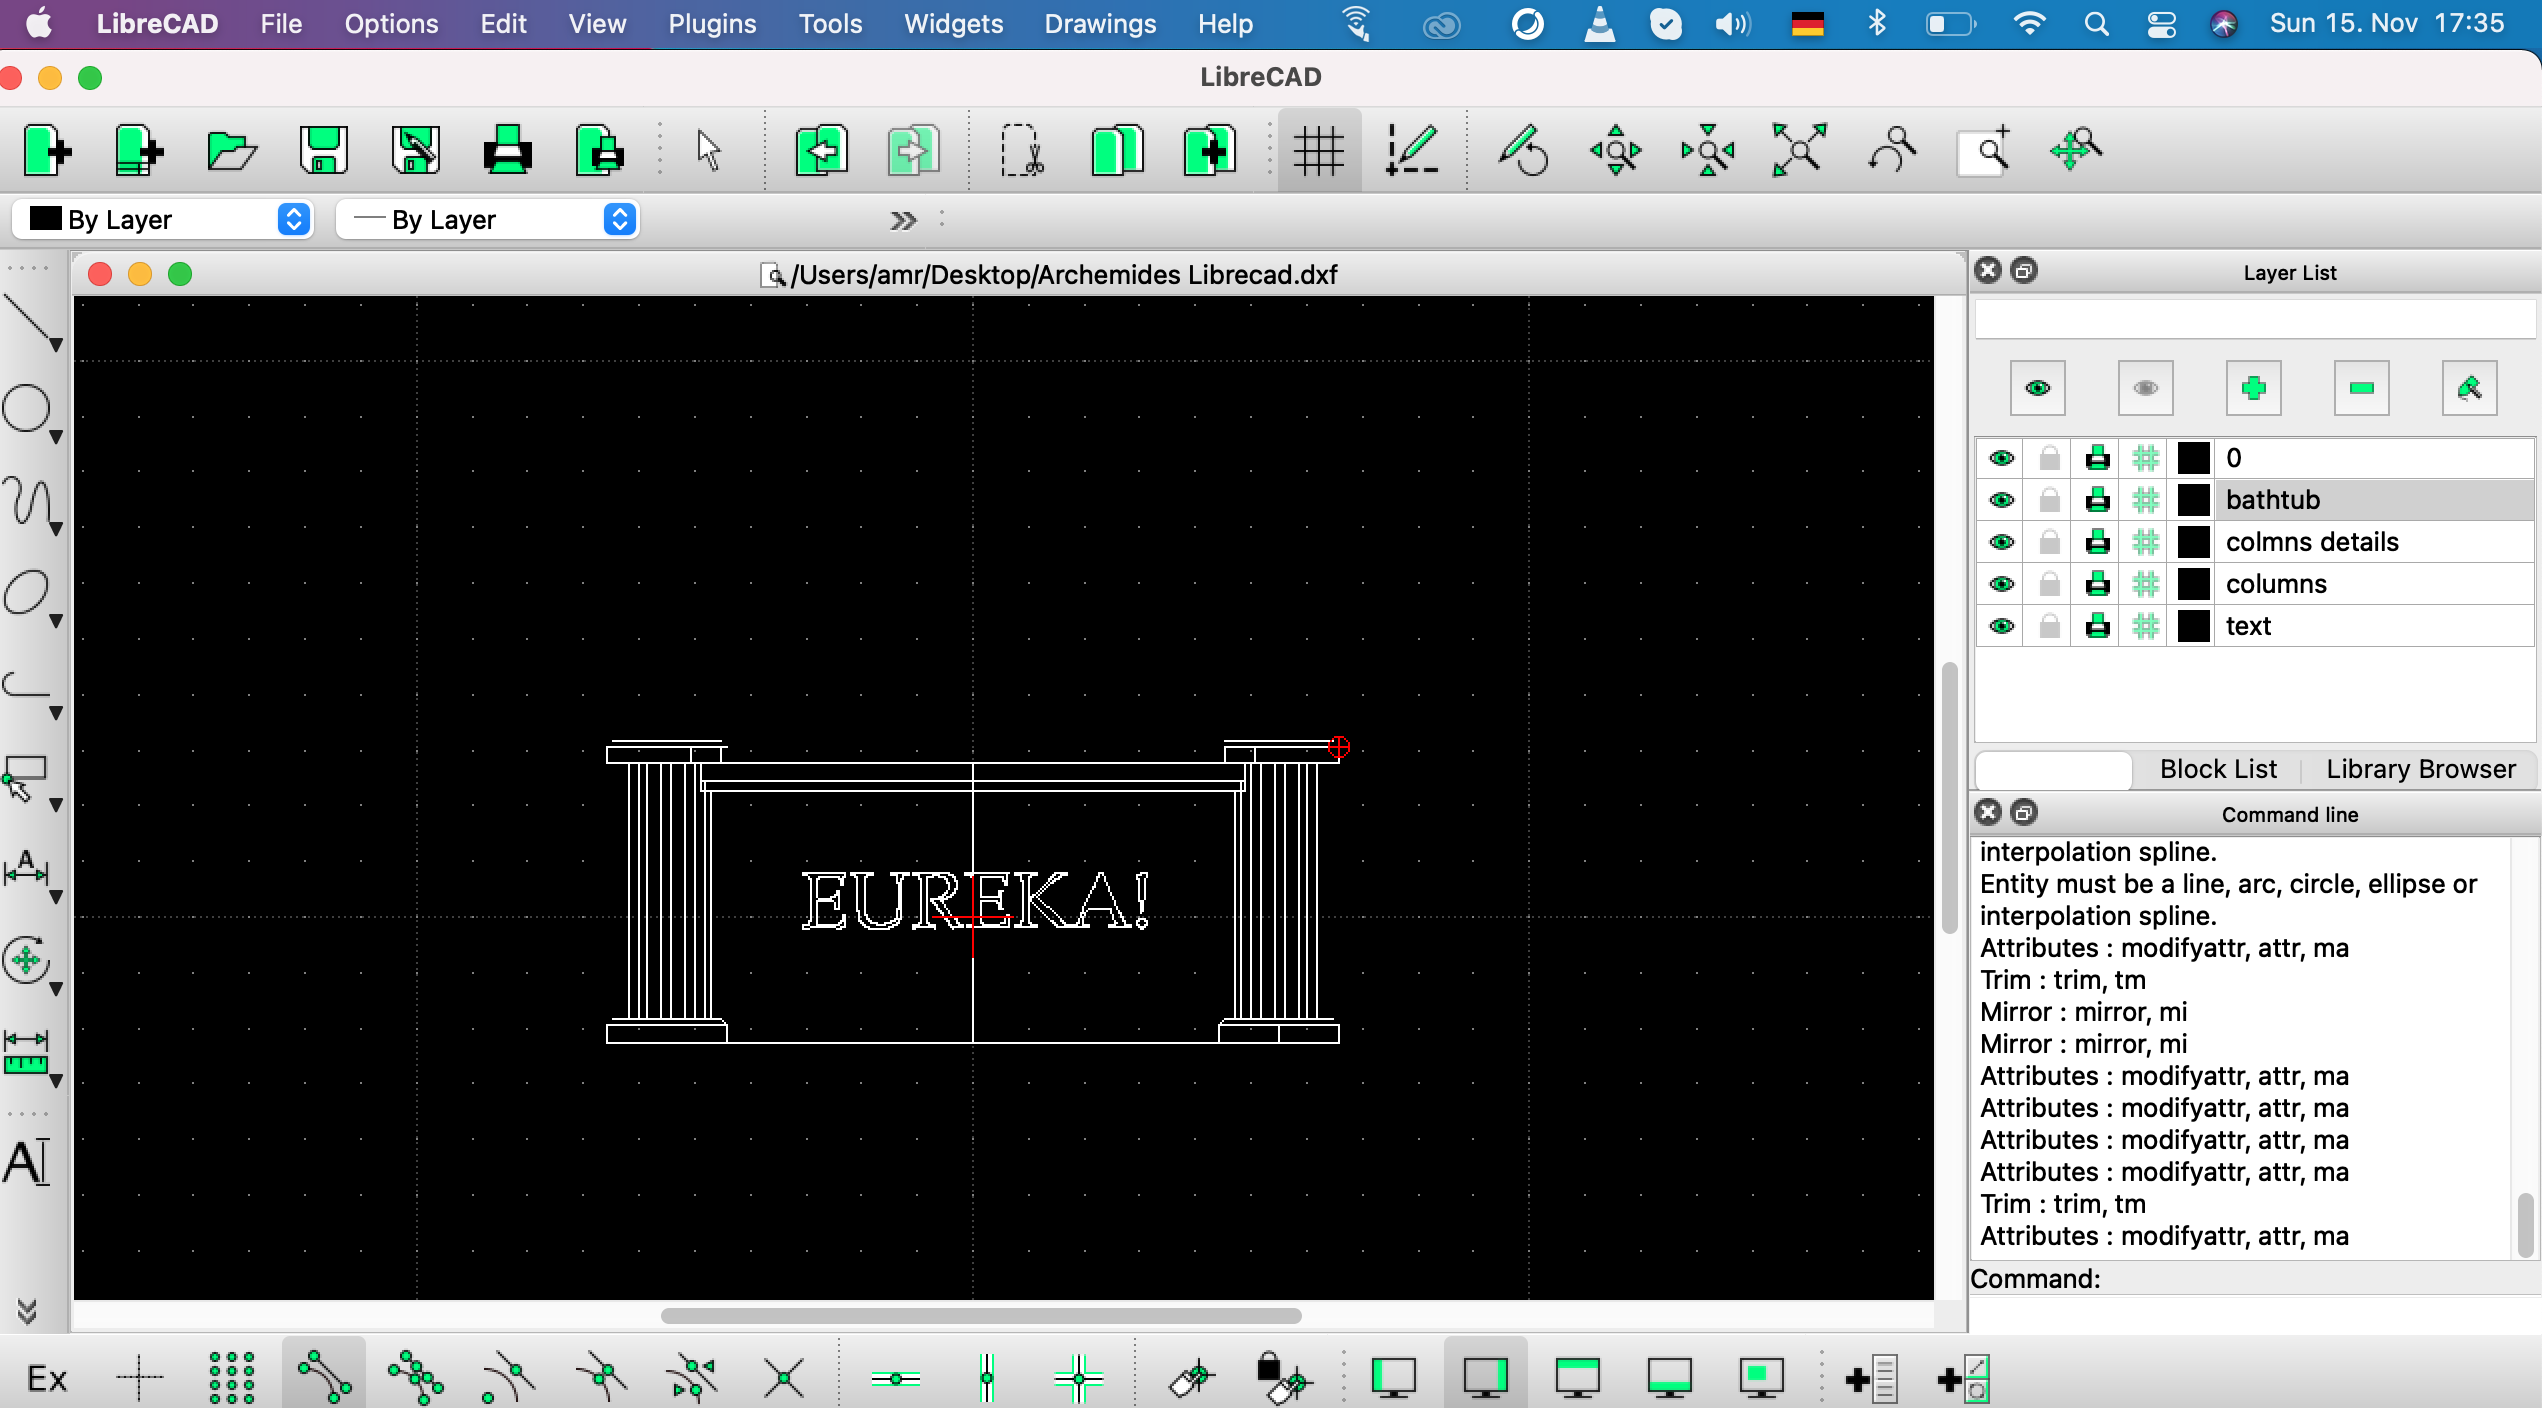 LibreCAD File Options Edit View Plugins Tools Widgets Drawings Help Sun 15. Nov 17:35
LibreCAD
By Layer By Layer
/Users/amr/Desktop/Archemides Librecad.dxf
Layer List
0
bathtub
colmns details
columns
text
Block List Library Browser
Command line
interpolation spline.
Entity must be a line, arc, circle, ellipse or
interpolation spline.
Attributes : modifyattr, attr, ma
Trim : trim, tm
Mirror : mirror, mi
Mirror : mirror, mi
Attributes : modifyattr, attr, ma
Attributes : modifyattr, attr, ma
Attributes : modifyattr, attr, ma
Attributes : modifyattr, attr, ma
Trim : trim, tm
Attributes : modifyattr, attr, ma
Command:
EUREKA!
A
AI
Ex